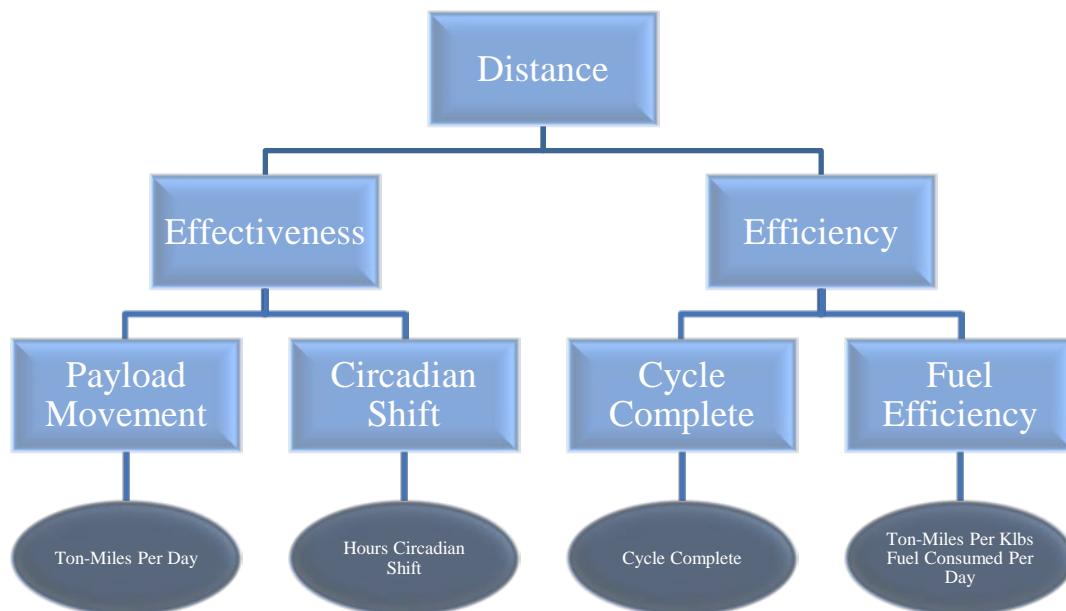 Distance
Effectiveness
Efficiency
Payload
Movement
Circadian
Shift
Cycle
Complete
Fuel
Efficiency
Ton-Miles Per Day
Hours Circadian
Shift
Cycle Complete
Ton-Miles Per Klbs
Fuel Consumed Per
Day